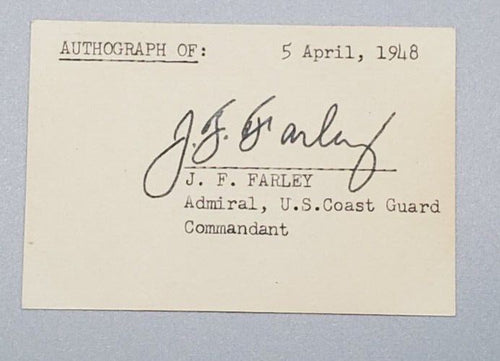 AUTHOGRAPH OF: 5 April, 1948
J. F. Farley
J. F. FARLEY
Admiral, U.S.Coast Guard
Commandant